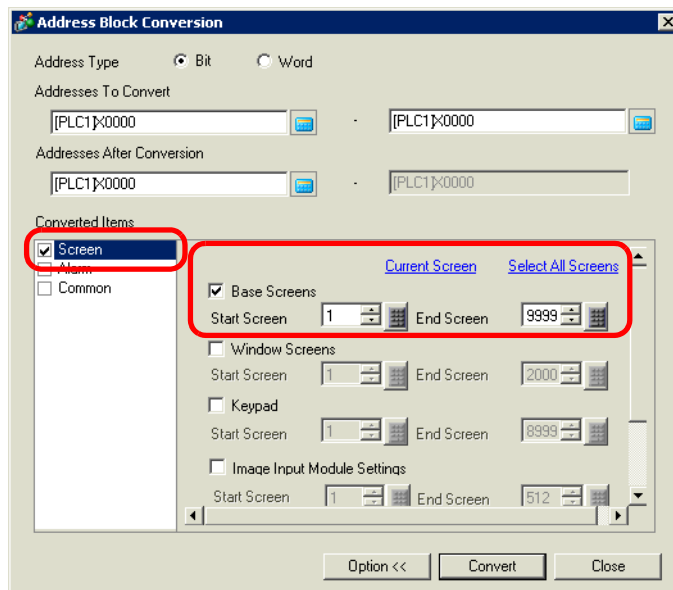 Address Block Conversion
Address Type Bit Word
Addresses To Convert
[PLC1]X0000 - [PLC1]X0000
Addresses After Conversion
[PLC1]X0000 - [PLC1]X0000
Converted Items
Screen
Alarm
Common
Current Screen Select All Screens
Base Screens
Start Screen 1 End Screen 9999
Window Screens
Start Screen 1 End Screen 2000
Keypad
Start Screen 1 End Screen 8999
Image Input Module Settings
Start Screen 1 End Screen 512
Option << Convert Close